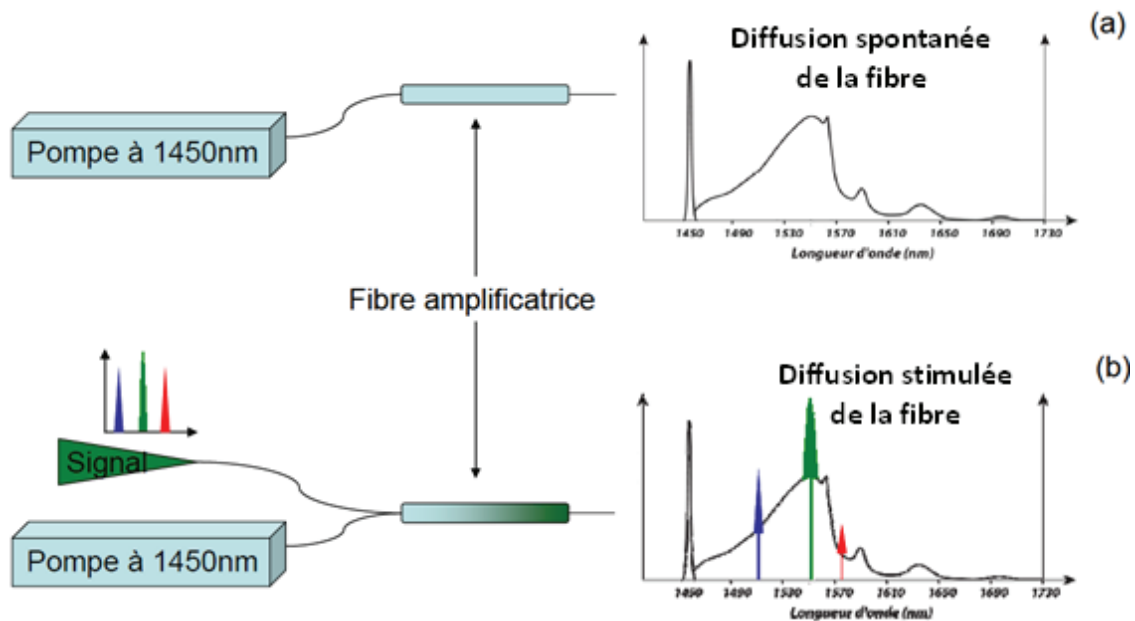 (a)
Diffusion spontanée
de la fibre
Pompe à 1450nm
1450 1490 1530 1570 1610 1650 1690 1730
Longueur d'onde (nm)
Fibre amplificatrice
(b)
Diffusion stimulée
de la fibre
Signal
Pompe à 1450nm
1450 1490 1530 1570 1610 1650 1690 1730
Longueur d'onde (nm)